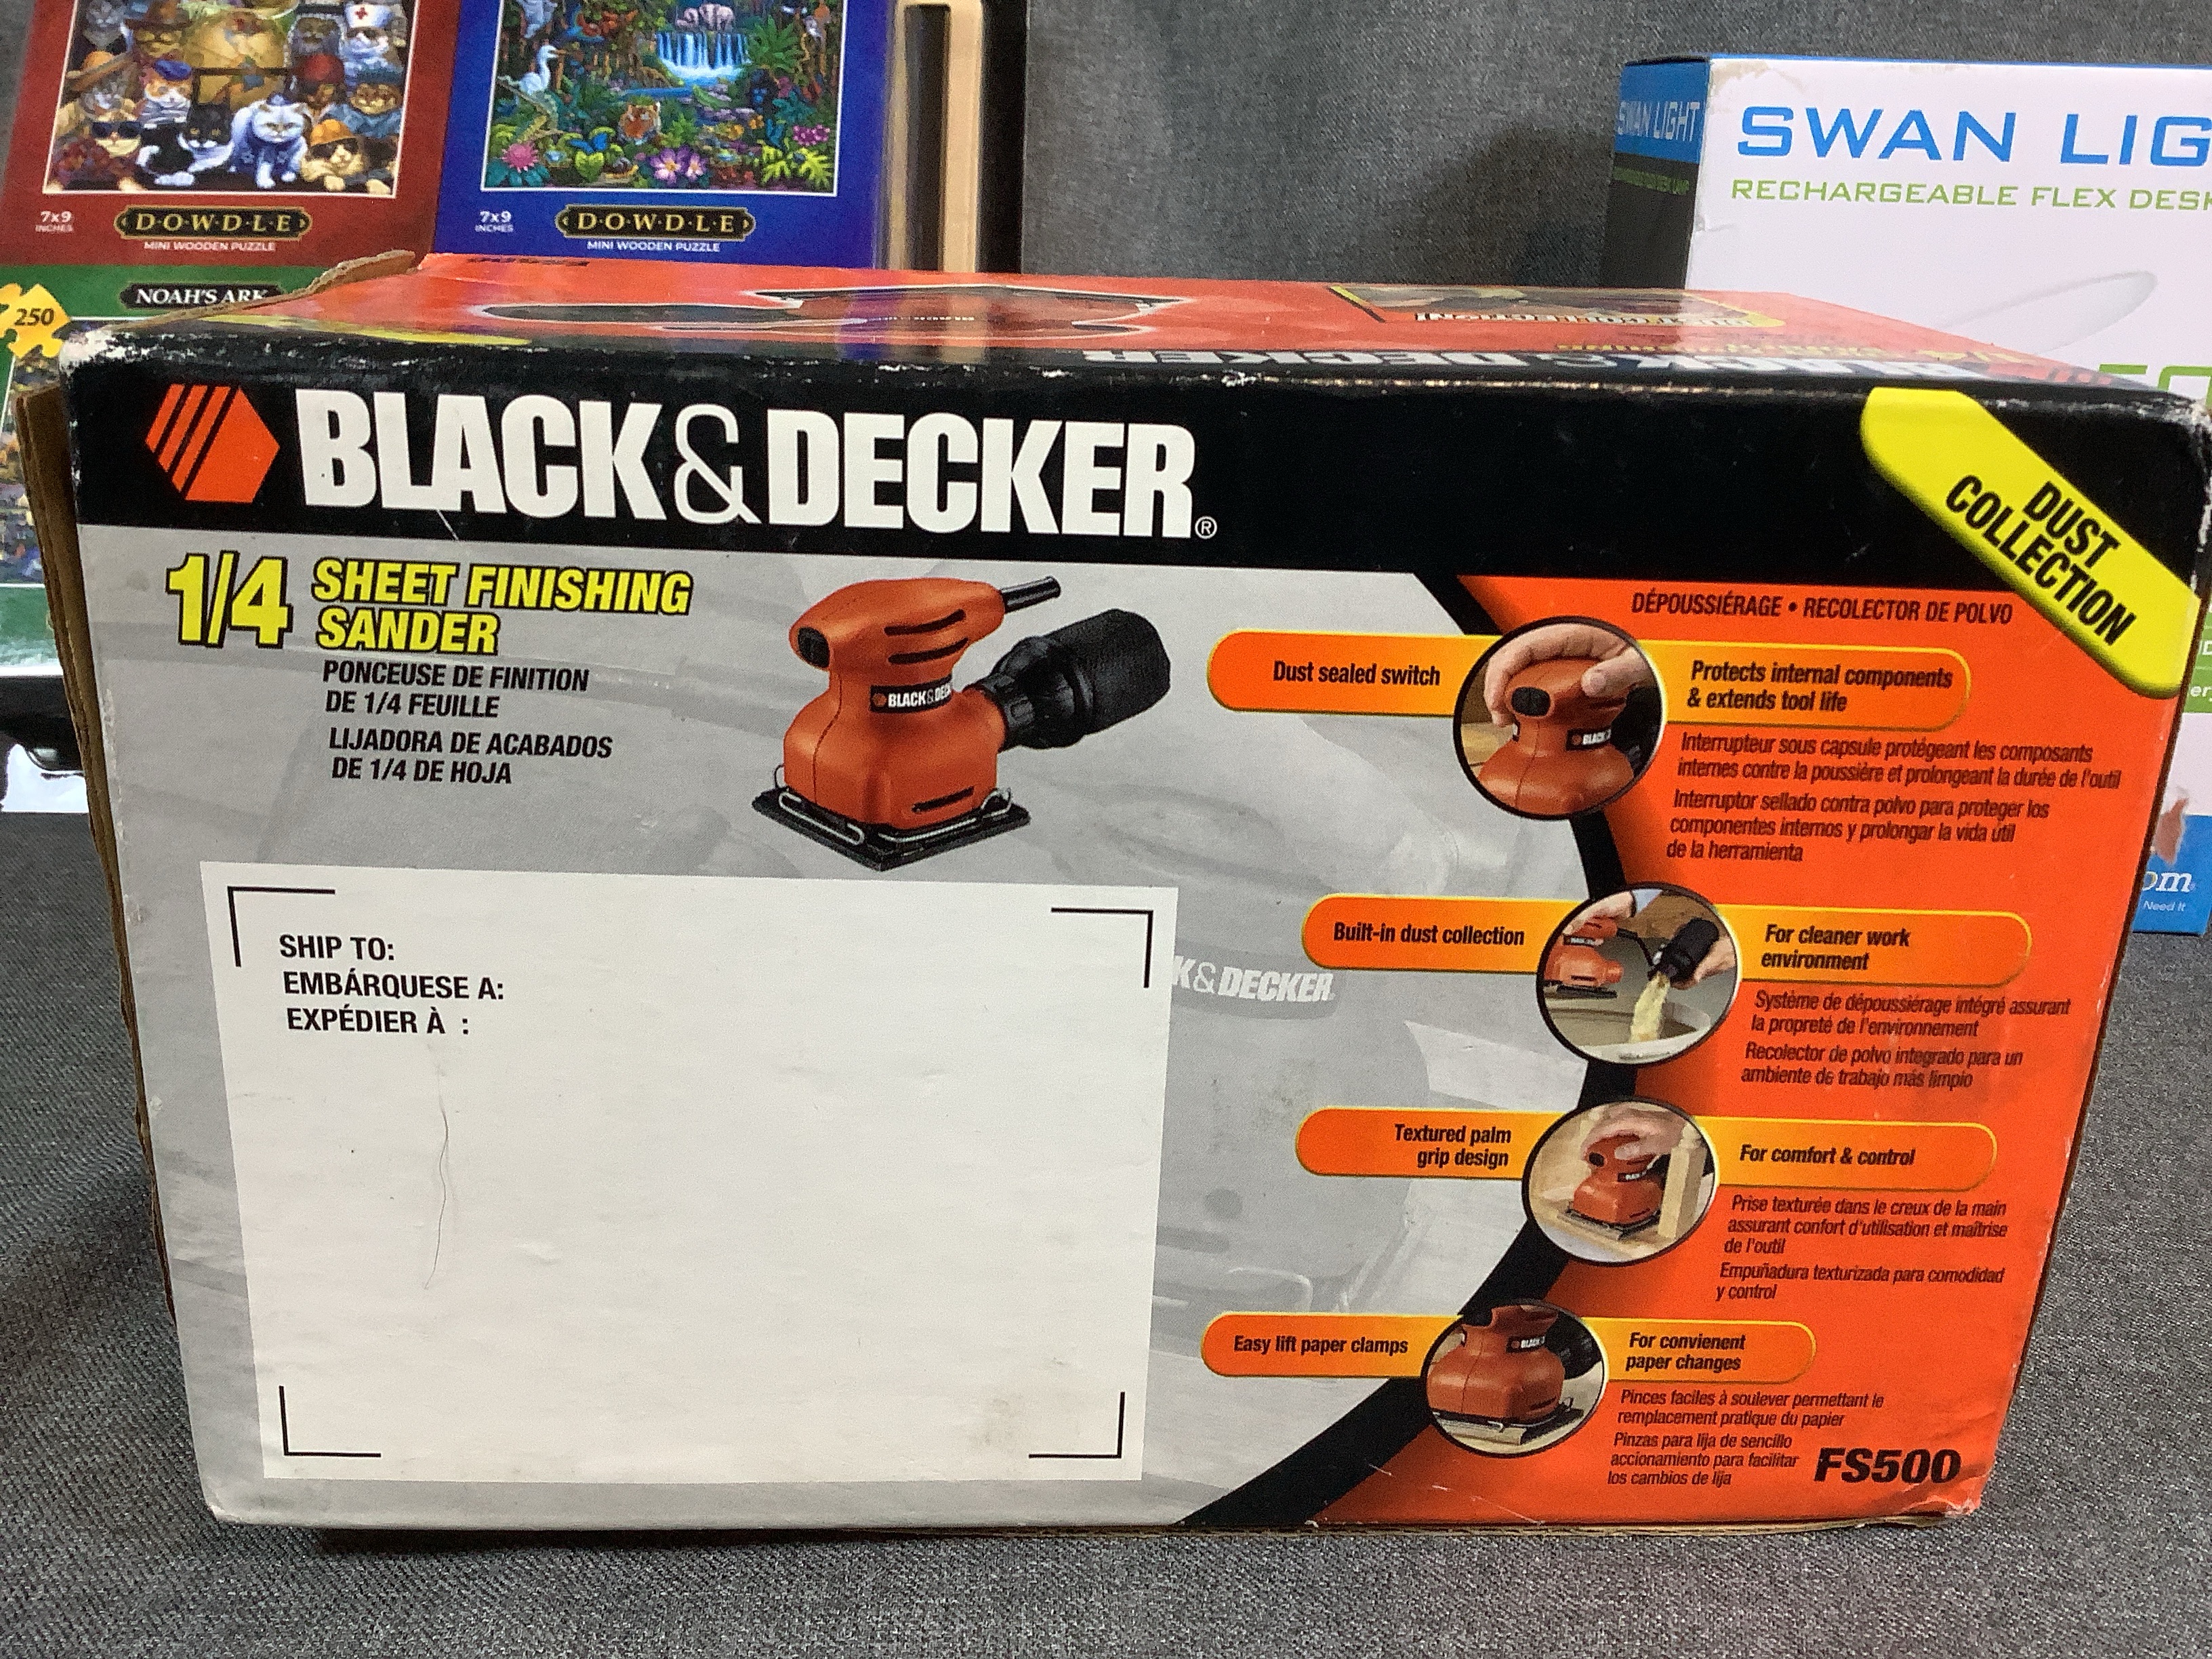 7x9
INCHES
D·O·W·D·L·E
MINI WOODEN PUZZLE
7x9
INCHES
D·O·W·D·L·E
MINI WOODEN PUZZLE
NOAH'S ARK
250
SWAN LIGHT
SWAN LIG
RECHARGEABLE FLEX DESK
BLACK & DECKER
BLACK&DECKER®
DUST
COLLECTION
1/4 SHEET FINISHING
SANDER
PONCEUSE DE FINITION
DE 1/4 FEUILLE
LIJADORA DE ACABADOS
DE 1/4 DE HOJA
BLACK&DECK
DÉPOUSSIÉRAGE • RECOLECTOR DE POLVO
Dust sealed switch
Protects internal components
& extends tool life
Interrupteur sous capsule protégeant les composants
internes contre la poussière et prolongeant la durée de l'outil
Interruptor sellado contra polvo para proteger los
componentes internos y prolongar la vida útil
de la herramienta
SHIP TO:
EMBÁRQUESE A:
EXPÉDIER À :
K&DECKER
Built-in dust collection
For cleaner work
environment
Système de dépoussiérage intégré assurant
la propreté de l'environnement
Recolector de polvo integrado para un
ambiente de trabajo más limpio
Textured palm
grip design
For comfort & control
Prise texturée dans le creux de la main
assurant confort d'utilisation et maîtrise
de l'outil
Empuñadura texturizada para comodidad
y control
Easy lift paper clamps
For convienent
paper changes
Pinces faciles à soulever permettant le
remplacement pratique du papier
Pinzas para lija de sencillo
accionamiento para facilitar
los cambios de lija
FS500
om
Need It